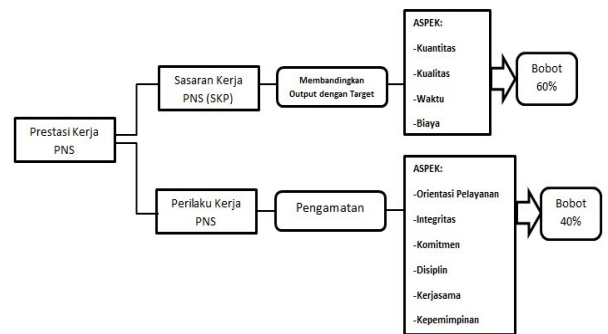 Prestasi Kerja
PNS
Sasaran Kerja
PNS (SKP)
Membandingkan
Output dengan Target
ASPEK:
-Kuantitas
-Kualitas
-Waktu
-Biaya
Bobot
60%
Perilaku Kerja
PNS
Pengamatan
ASPEK:
-Orientasi Pelayanan
-Integritas
-Komitmen
-Disiplin
-Kerjasama
-Kepemimpinan
Bobot
40%